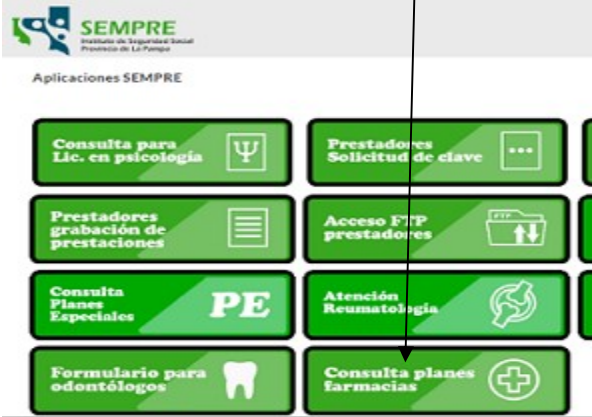 SEMPRE
Instituto de Seguridad Social
Provincia de La Pampa
Aplicaciones SEMPRE
Consulta para
Lic. en psicología
Ψ
Prestadores
Solicitud de clave
Prestadores
grabación de
prestaciones
Acceso FTP
prestadores
FTP
Consulta
Planes
Especiales
PE
Atención
Reumatología
Formulario para
odontólogos
Consulta planes
farmacias